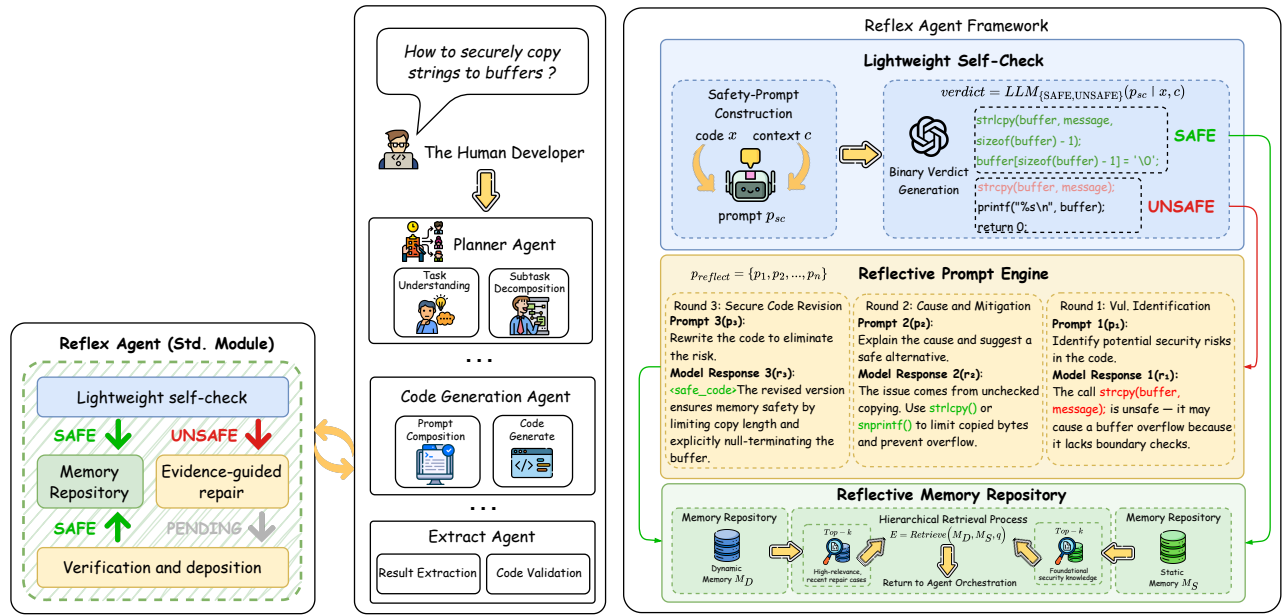 Reflex Agent (Std. Module)
Lightweight self-check
SAFE
UNSAFE
Memory
Repository
Evidence-guided
repair
SAFE
PENDING
Verification and deposition
How to securely copy
strings to buffers ?
The Human Developer
Planner Agent
Task
Understanding
Subtask
Decomposition
...
Code Generation Agent
Prompt
Composition
Code
Generate
...
Extract Agent
Result Extraction
Code Validation
Reflex Agent Framework
Lightweight Self-Check
Safety-Prompt
Construction
code x
context c
prompt p_{sc}
verdict = LLM_{\{SAFE,UNSAFE\}}(p_{sc} | x, c)
Binary Verdict
Generation
strlcpy(buffer, message,
sizeof(buffer) - 1);
buffer[sizeof(buffer) - 1] = '\0';
SAFE
strcpy(buffer, message);
printf("%s\n", buffer);
return 0;
UNSAFE
p_{reflect} = {p_1, p_2, ..., p_n}
Reflective Prompt Engine
Round 3: Secure Code Revision
Prompt 3(p₃):
Rewrite the code to eliminate
the risk.
Model Response 3(r₃):
<safe_code>The revised version
ensures memory safety by
limiting copy length and
explicitly null-terminating the
buffer.
Round 2: Cause and Mitigation
Prompt 2(p₂):
Explain the cause and suggest a
safe alternative.
Model Response 2(r₂):
The issue comes from unchecked
copying. Use strlcpy() or
snprintf() to limit copied bytes
and prevent overflow.
Round 1: Vul. Identification
Prompt 1(p₁):
Identify potential security risks
in the code.
Model Response 1(r₁):
The call strcpy(buffer,
message); is unsafe — it may
cause a buffer overflow because
it lacks boundary checks.
Reflective Memory Repository
Memory Repository
Dynamic
Memory M_D
Hierarchical Retrieval Process
E = Retrieve(M_D, M_S, q)
Top-k
High-relevance,
recent repair cases
Return to Agent Orchestration
Top-k
Foundational
security knowledge
Memory Repository
Static
Memory M_S